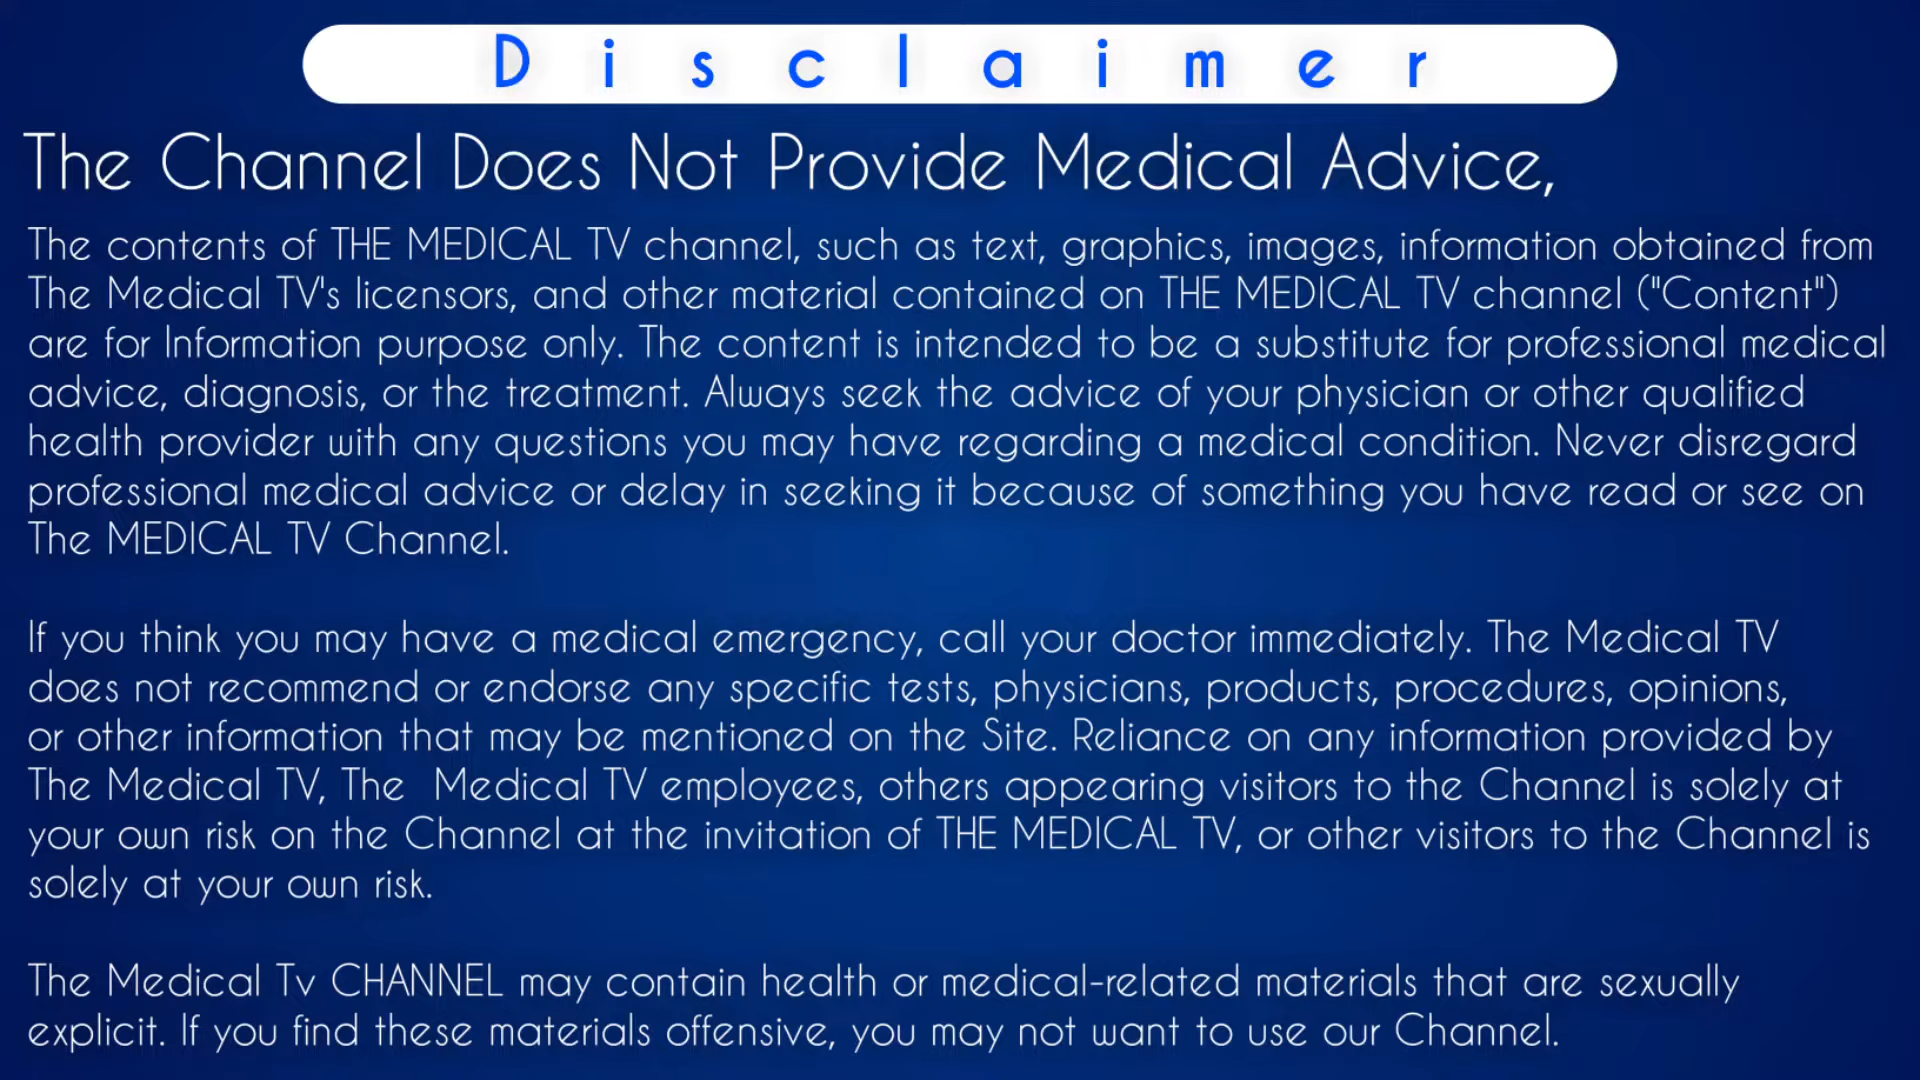 Disclaimer
The Channel Does Not Provide Medical Advice,
The contents of THE MEDICAL TV channel, such as text, graphics, images, information obtained from
The Medical TV's licensors, and other material contained on THE MEDICAL TV channel ("Content")
are for Information purpose only. The content is intended to be a substitute for professional medical
advice, diagnosis, or the treatment. Always seek the advice of your physician or other qualified
health provider with any questions you may have regarding a medical condition. Never disregard
professional medical advice or delay in seeking it because of something you have read or see on
The MEDICAL TV Channel.
If you think you may have a medical emergency, call your doctor immediately. The Medical TV
does not recommend or endorse any specific tests, physicians, products, procedures, opinions,
or other information that may be mentioned on the Site. Reliance on any information provided by
The Medical TV, The  Medical TV employees, others appearing visitors to the Channel is solely at
your own risk on the Channel at the invitation of THE MEDICAL TV, or other visitors to the Channel is
solely at your own risk.
The Medical Tv CHANNEL may contain health or medical-related materials that are sexually
explicit. If you find these materials offensive, you may not want to use our Channel.